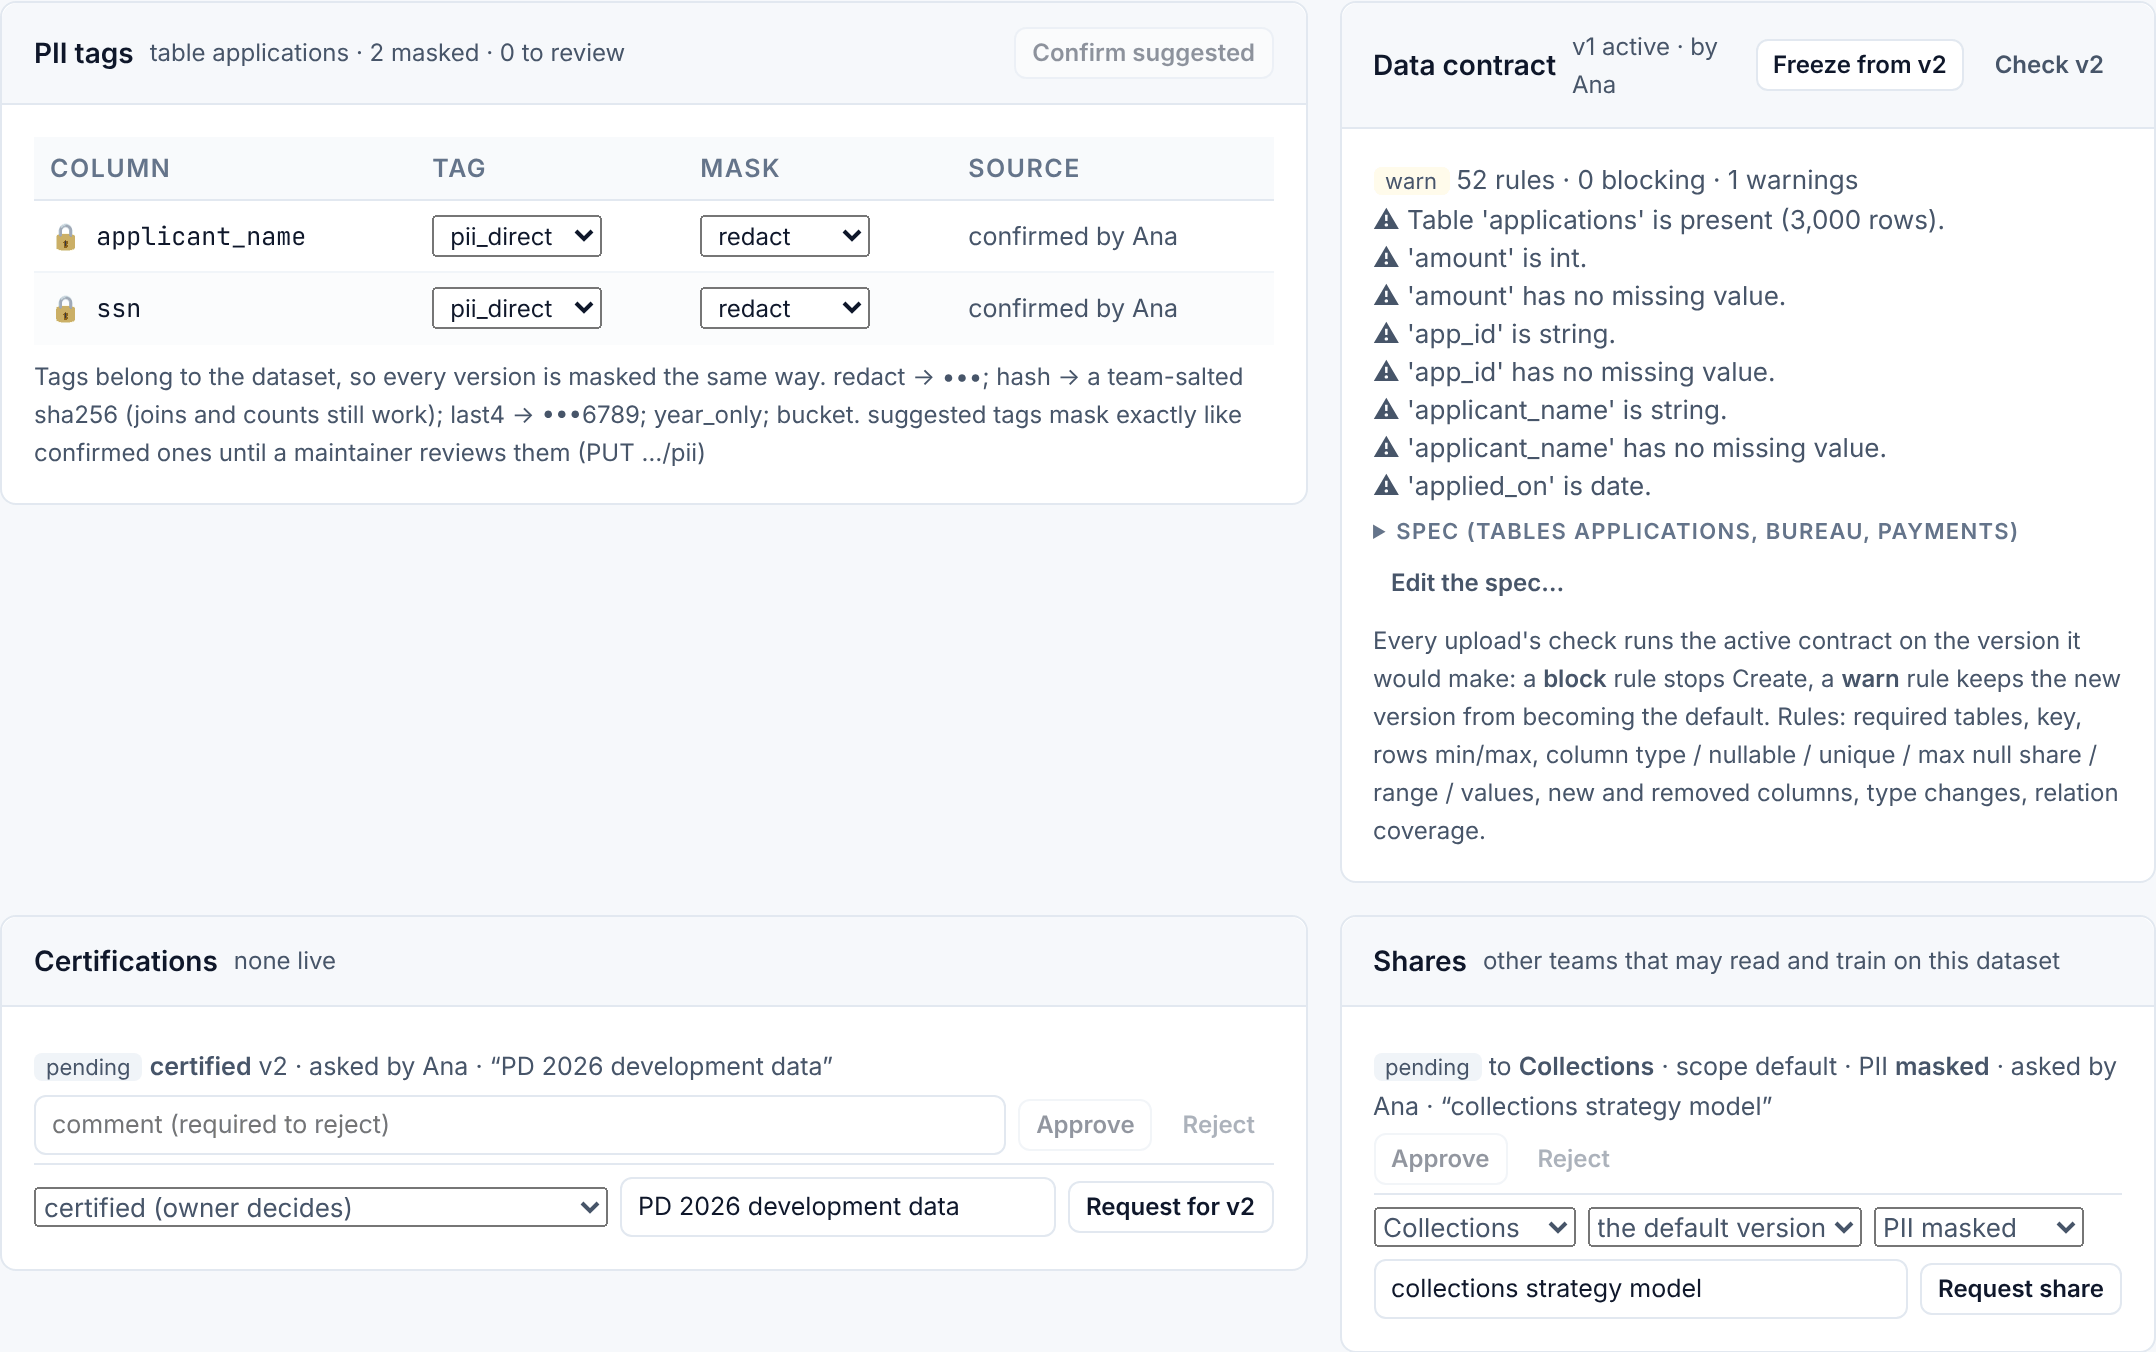 PII tags table applications · 2 masked · 0 to review Confirm suggested
COLUMN TAG MASK SOURCE
applicant_name pii_direct redact confirmed by Ana
ssn pii_direct redact confirmed by Ana
Tags belong to the dataset, so every version is masked the same way. redact → •••; hash → a team-salted
sha256 (joins and counts still work); last4 → •••6789; year_only; bucket. suggested tags mask exactly like
confirmed ones until a maintainer reviews them (PUT .../pii)
Data contract v1 active · by
Ana
Freeze from v2 Check v2
warn 52 rules · 0 blocking · 1 warnings
Table 'applications' is present (3,000 rows).
'amount' is int.
'amount' has no missing value.
'app_id' is string.
'app_id' has no missing value.
'applicant_name' is string.
'applicant_name' has no missing value.
'applied_on' is date.
SPEC (TABLES APPLICATIONS, BUREAU, PAYMENTS)
Edit the spec...
Every upload's check runs the active contract on the version it
would make: a block rule stops Create, a warn rule keeps the new
version from becoming the default. Rules: required tables, key,
rows min/max, column type / nullable / unique / max null share /
range / values, new and removed columns, type changes, relation
coverage.
Certifications none live
pending certified v2 · asked by Ana · “PD 2026 development data”
comment (required to reject) Approve Reject
certified (owner decides) PD 2026 development data Request for v2
Shares other teams that may read and train on this dataset
pending to Collections · scope default · PII masked · asked by
Ana · “collections strategy model”
Approve Reject
Collections the default version PII masked
collections strategy model Request share